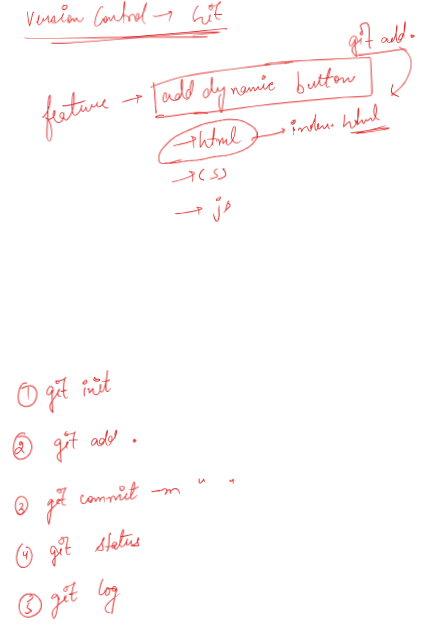 Version Control → Git
git add .
feature → add dynamic button
→ html → index.html
→ CSS
→ js
① git init
② git add .
③ git commit -m " "
④ git status
⑤ git log